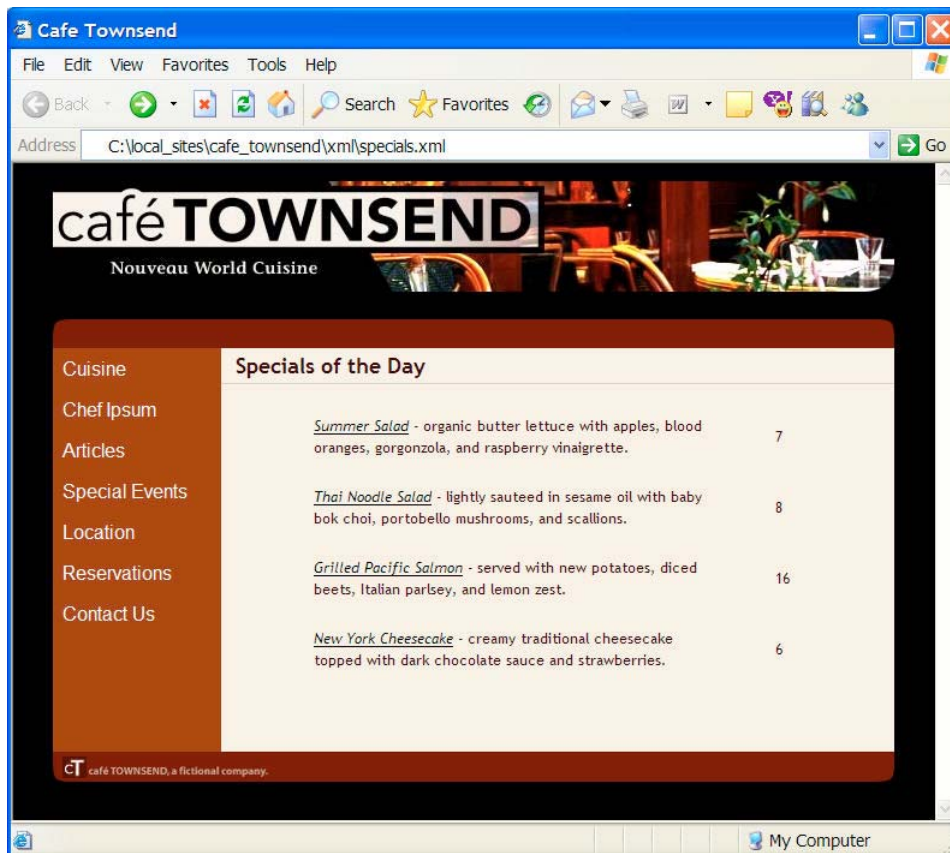 Cafe Townsend
File Edit View Favorites Tools Help
Back Search Favorites
Address C:\local_sites\cafe_townsend\xml\specials.xml Go
café TOWNSEND
Nouveau World Cuisine
Specials of the Day
Cuisine
Chef Ipsum
Articles
Special Events
Location
Reservations
Contact Us
Summer Salad - organic butter lettuce with apples, blood
oranges, gorgonzola, and raspberry vinaigrette.
7
Thai Noodle Salad - lightly sauteed in sesame oil with baby
bok choi, portobello mushrooms, and scallions.
8
Grilled Pacific Salmon - served with new potatoes, diced
beets, Italian parlsey, and lemon zest.
16
New York Cheesecake - creamy traditional cheesecake
topped with dark chocolate sauce and strawberries.
6
cT café TOWNSEND, a fictional company.
My Computer